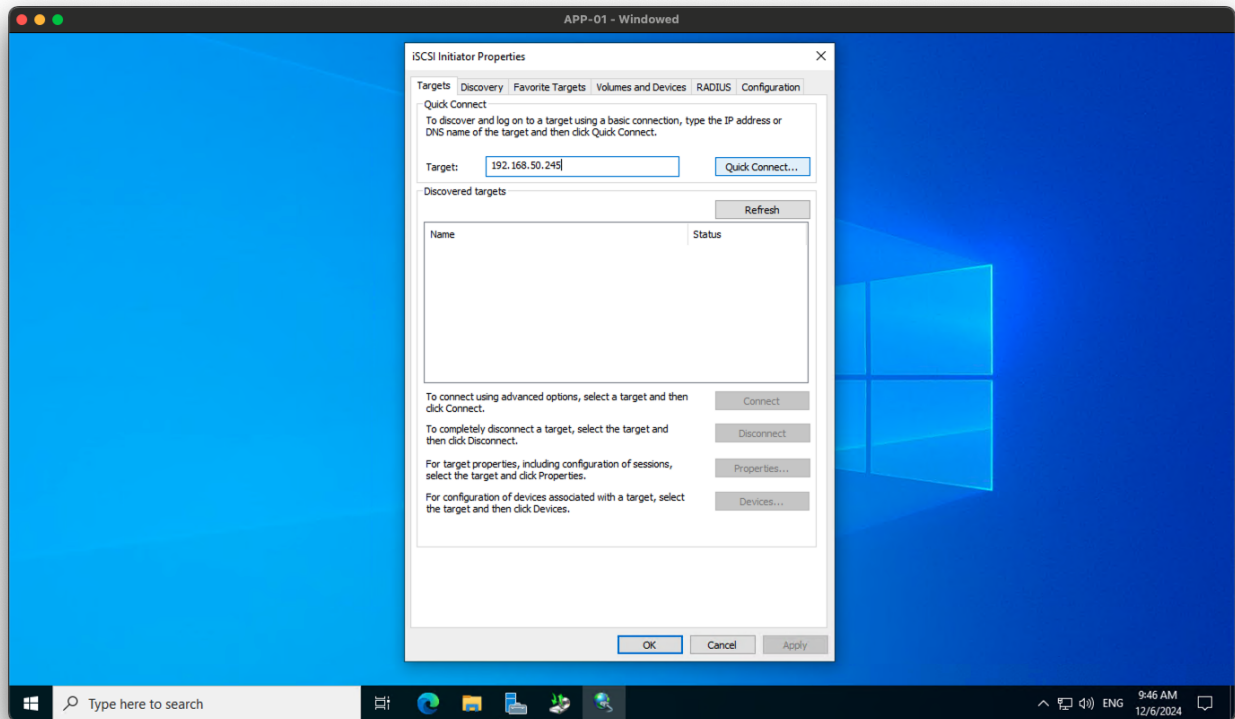 APP-01 - Windowed
iSCSI Initiator Properties
Targets Discovery Favorite Targets Volumes and Devices RADIUS Configuration
Quick Connect
To discover and log on to a target using a basic connection, type the IP address or
DNS name of the target and then click Quick Connect.
Target: 192.168.50.245 Quick Connect...
Discovered targets
Refresh
Name Status
To connect using advanced options, select a target and then
click Connect.
Connect
To completely disconnect a target, select the target and
then click Disconnect.
Disconnect
For target properties, including configuration of sessions,
select the target and click Properties.
Properties...
For configuration of devices associated with a target, select
the target and then click Devices.
Devices...
OK Cancel Apply
Type here to search
ENG
9:46 AM
12/6/2024